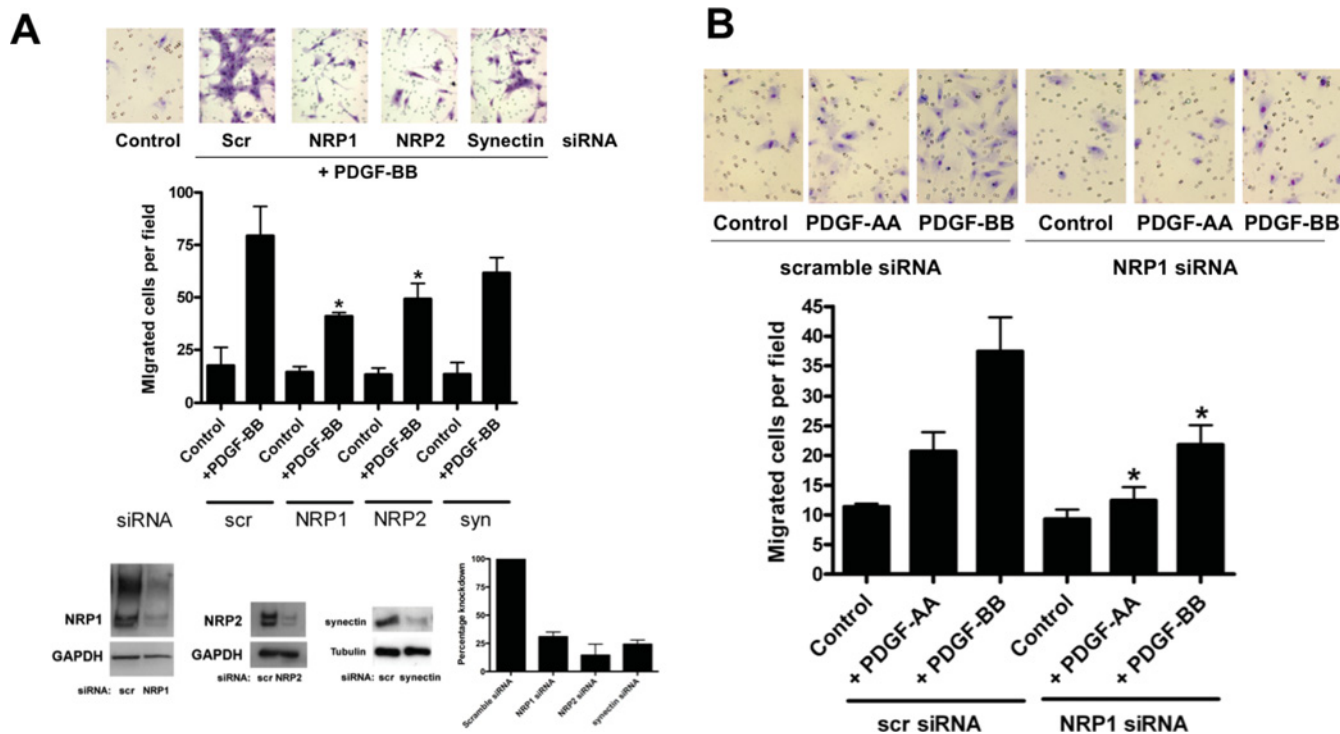 A
Control Scr NRP1 NRP2 Synectin siRNA
+ PDGF-BB
MIgrated cells per field
100
75
50
25
0
* *
Control +PDGF-BB Control +PDGF-BB Control +PDGF-BB Control +PDGF-BB
siRNA scr NRP1 NRP2 syn
NRP1
GAPDH
siRNA: scr NRP1
NRP2
GAPDH
siRNA: scr NRP2
synectin
Tubulin
siRNA: scr synectin
Percentage knockdown
100
75
50
25
0
Scramble siRNA NRP1 siRNA NRP2 siRNA synectin siRNA
B
Control PDGF-AA PDGF-BB Control PDGF-AA PDGF-BB
scramble siRNA NRP1 siRNA
Migrated cells per field
45
40
35
30
25
20
15
10
5
0
* *
Control + PDGF-AA + PDGF-BB Control + PDGF-AA + PDGF-BB
scr siRNA NRP1 siRNA